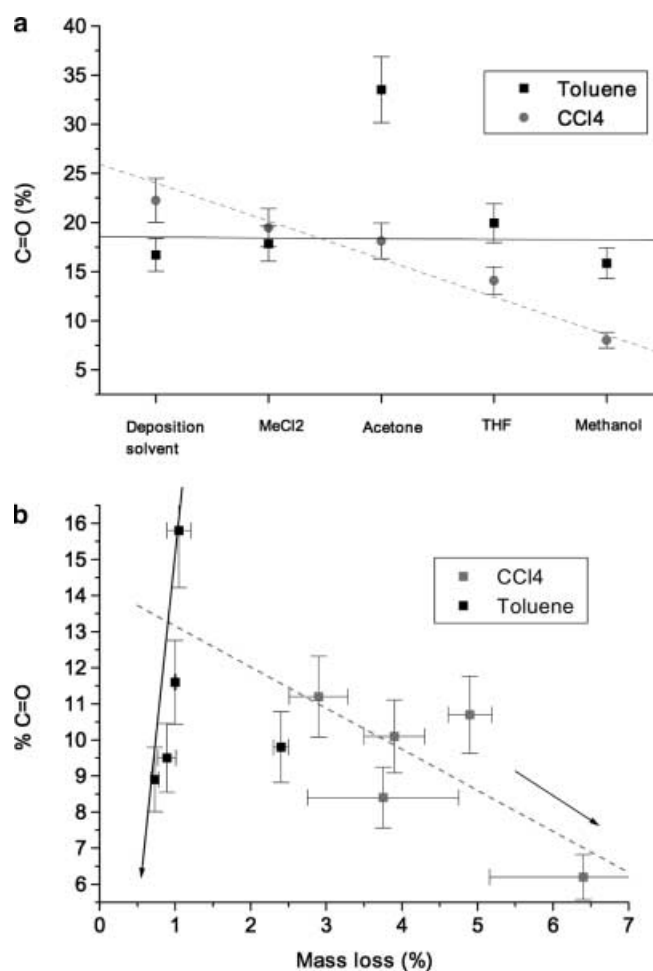 a
40
35
30
25
20
15
10
5
C=O (%)
Toluene
CCl4
Deposition
solvent
MeCl2
Acetone
THF
Methanol
b
16
15
14
13
12
11
10
9
8
7
6
% C=O
CCl4
Toluene
0 1 2 3 4 5 6 7
Mass loss (%)